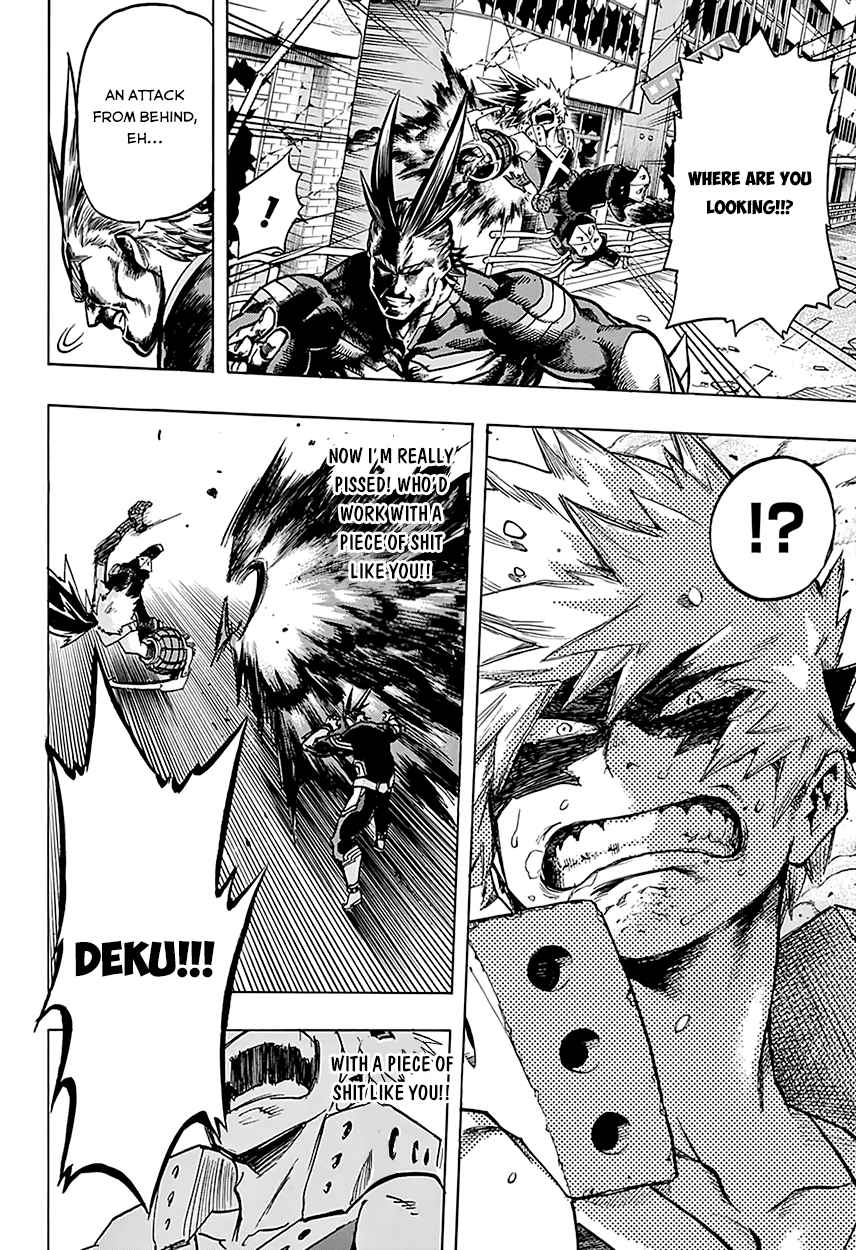 WHERE ARE YOU
LOOKING!!?
!
AN ATTACK
FROM BEHIND,
EH...
!?
NOW I'M REALLY
PISSED! WHO'D
WORK WITH A
PIECE OF SHIT
LIKE YOU!!
DEKU!!!
WITH A PIECE OF
SHIT LIKE YOU!!